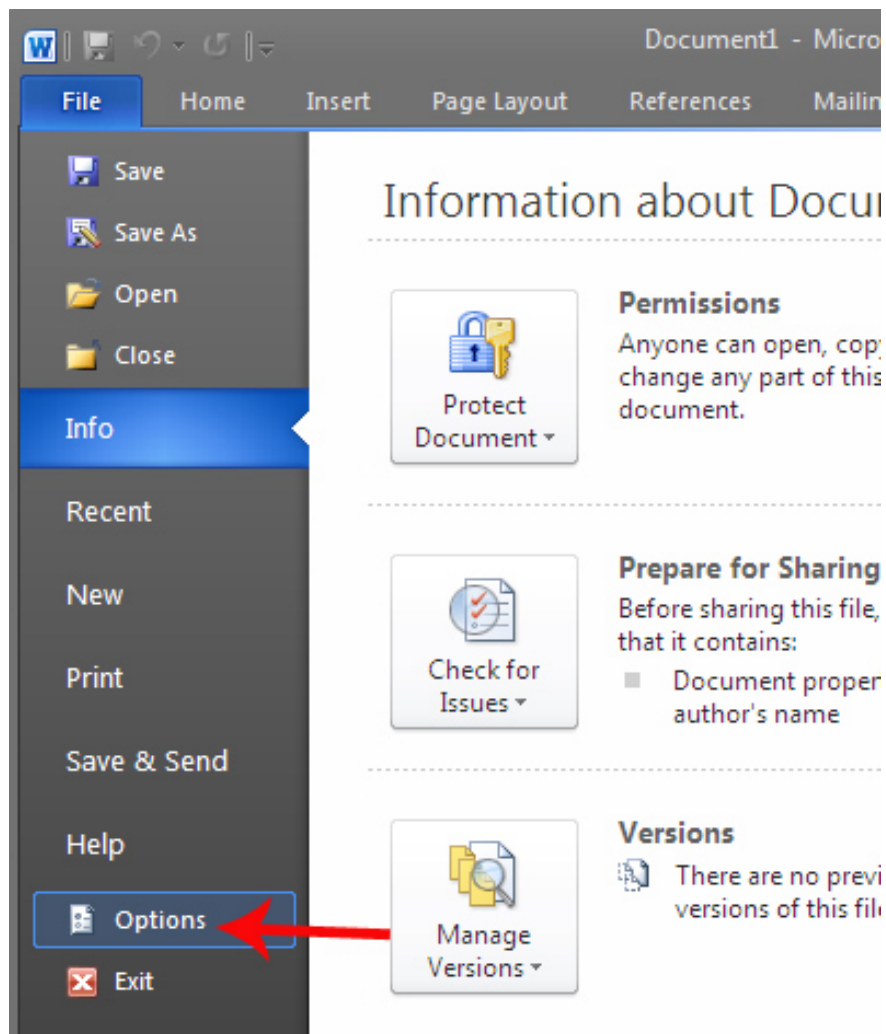 W
Document1 - Micro
File Home Insert Page Layout References Mailin
Save
Save As
Open
Close
Info
Recent
New
Print
Save & Send
Help
Options
Exit
Information about Docu
Protect
Document
Permissions
Anyone can open, copy
change any part of this
document.
Check for
Issues
Prepare for Sharing
Before sharing this file,
that it contains:
Document proper
author's name
Manage
Versions
Versions
There are no previ
versions of this file